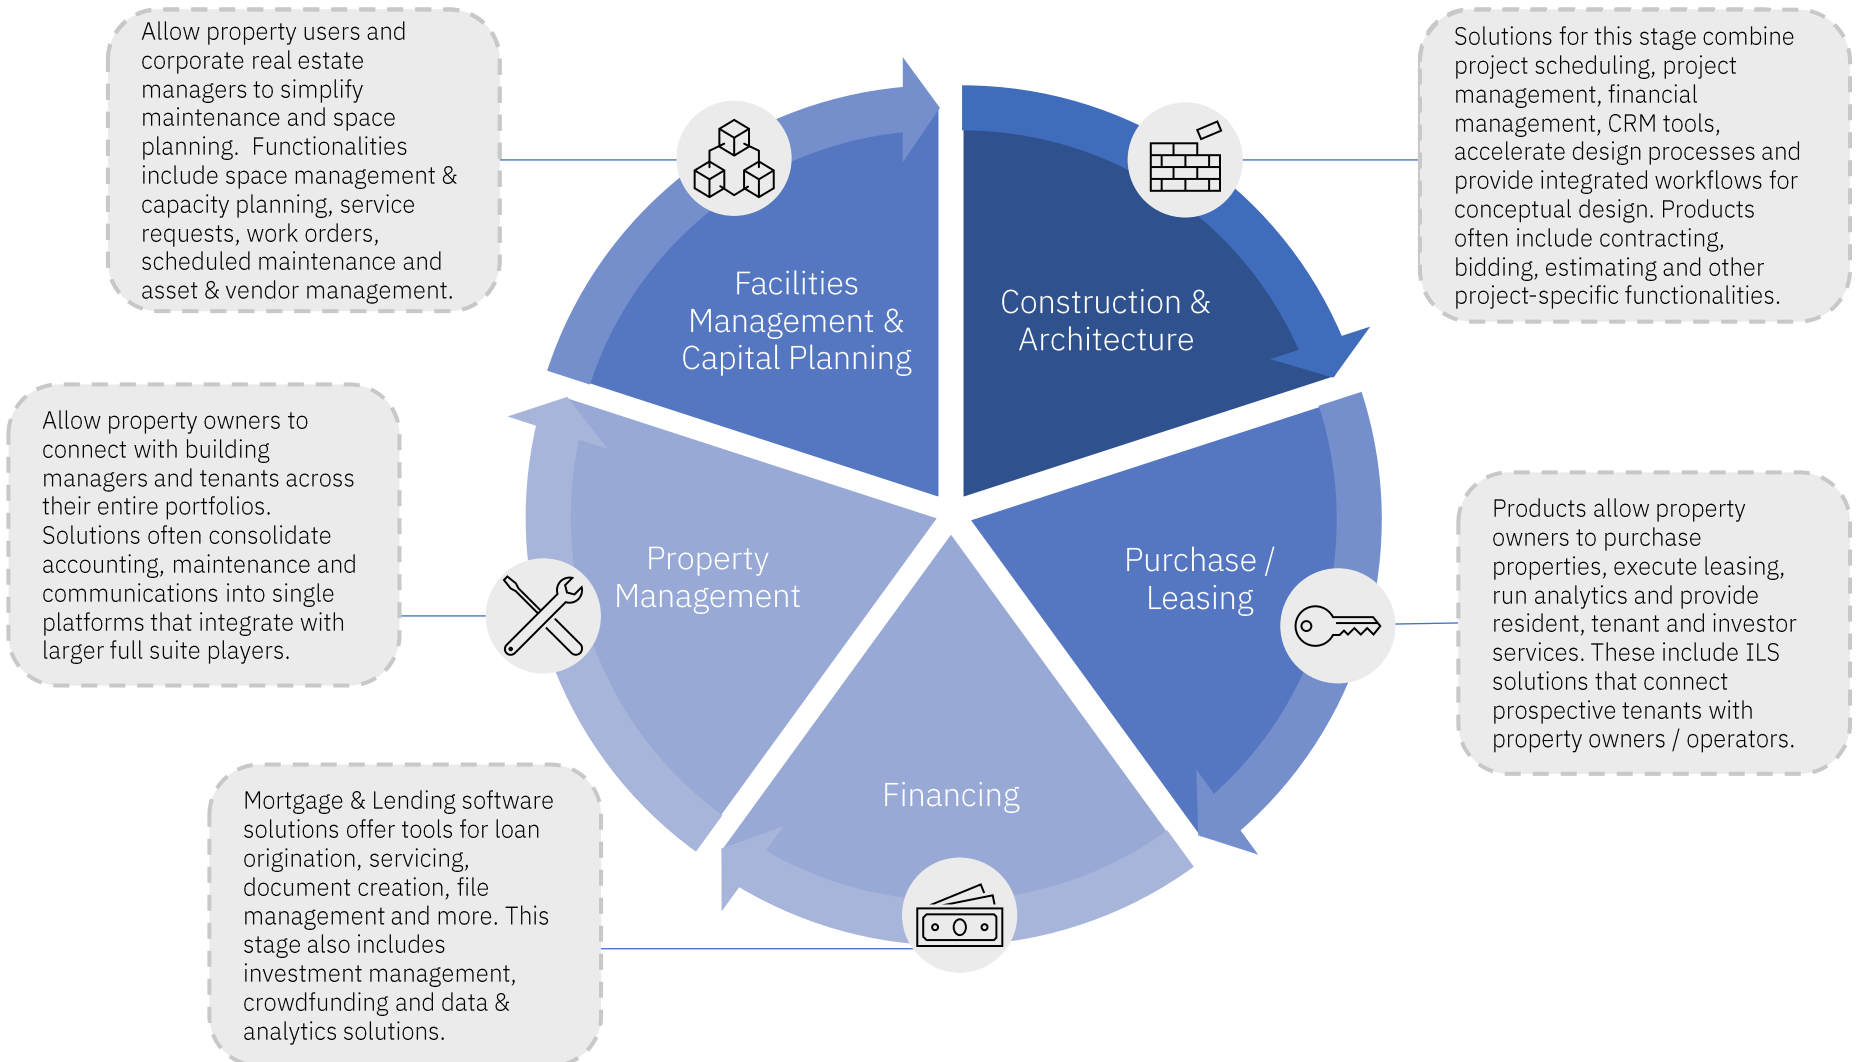 Allow property users and
corporate real estate
managers to simplify
maintenance and space
planning. Functionalities
include space management &
capacity planning, service
requests, work orders,
scheduled maintenance and
asset & vendor management.
Solutions for this stage combine
project scheduling, project
management, financial
management, CRM tools,
accelerate design processes and
provide integrated workflows for
conceptual design. Products
often include contracting,
bidding, estimating and other
project-specific functionalities.
Facilities
Management &
Capital Planning
Construction &
Architecture
Allow property owners to
connect with building
managers and tenants across
their entire portfolios.
Solutions often consolidate
accounting, maintenance and
communications into single
platforms that integrate with
larger full suite players.
Property
Management
Purchase /
Leasing
Products allow property
owners to purchase
properties, execute leasing,
run analytics and provide
resident, tenant and investor
services. These include ILS
solutions that connect
prospective tenants with
property owners / operators.
Financing
Mortgage & Lending software
solutions offer tools for loan
origination, servicing,
document creation, file
management and more. This
stage also includes
investment management,
crowdfunding and data &
analytics solutions.